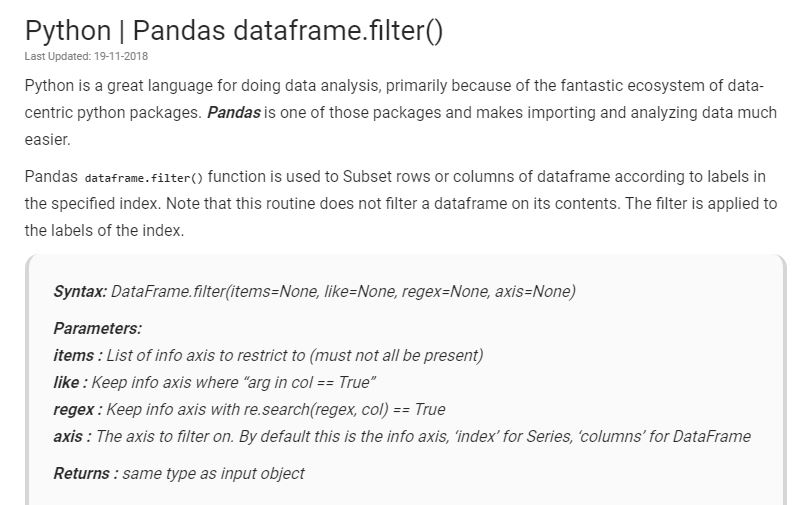 Python | Pandas dataframe.filter()
Last Updated: 19-11-2018
Python is a great language for doing data analysis, primarily because of the fantastic ecosystem of data-
centric python packages. Pandas is one of those packages and makes importing and analyzing data much
easier.
Pandas dataframe.filter() function is used to Subset rows or columns of dataframe according to labels in
the specified index. Note that this routine does not filter a dataframe on its contents. The filter is applied to
the labels of the index.
Syntax: DataFrame.filter(items=None, like=None, regex=None, axis=None)
Parameters:
items : List of info axis to restrict to (must not all be present)
like : Keep info axis where “arg in col == True”
regex : Keep info axis with re.search(regex, col) == True
axis : The axis to filter on. By default this is the info axis, ‘index’ for Series, ‘columns’ for DataFrame
Returns : same type as input object